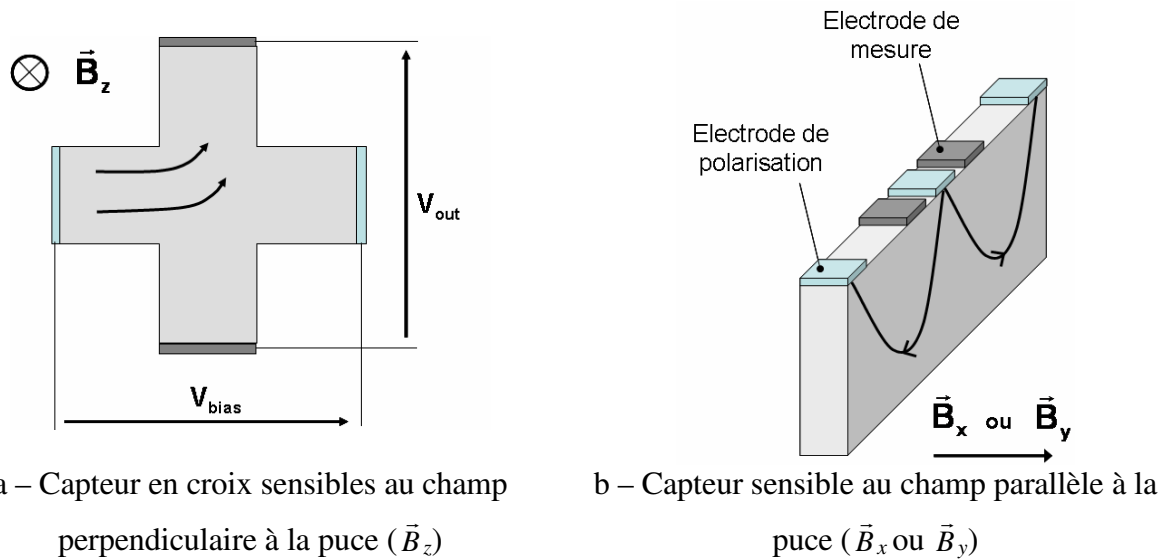 B⃗z
Vout
Vbias
Electrode de
mesure
Electrode de
polarisation
B⃗x ou B⃗y
a – Capteur en croix sensibles au champ
perpendiculaire à la puce (B⃗z)
b – Capteur sensible au champ parallèle à la
puce (B⃗x ou B⃗y)